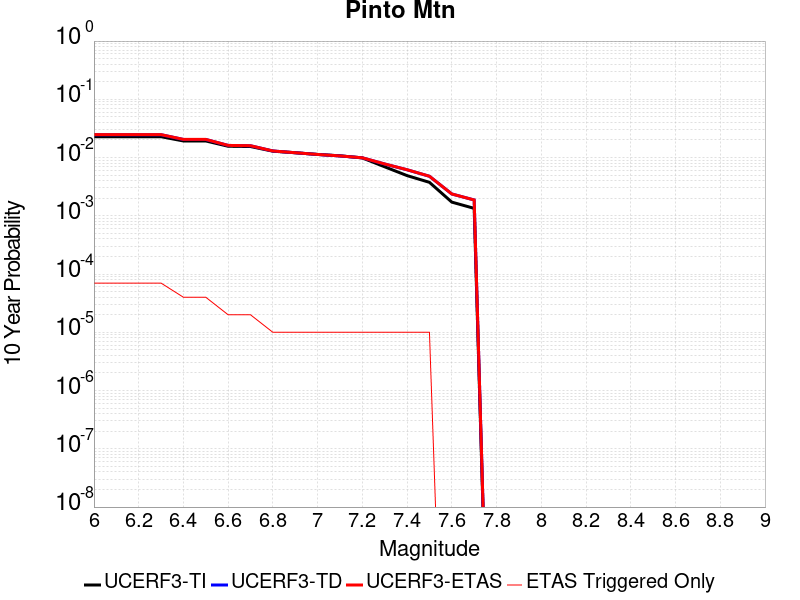 Pinto Mtn
10 0
10 -1
10 -2
10 -3
10 -4
10 -5
10 -6
10 -7
10 -8
10 Year Probability
6 6.2 6.4 6.6 6.8 7 7.2 7.4 7.6 7.8 8 8.2 8.4 8.6 8.8 9
Magnitude
UCERF3-TI UCERF3-TD UCERF3-ETAS ETAS Triggered Only